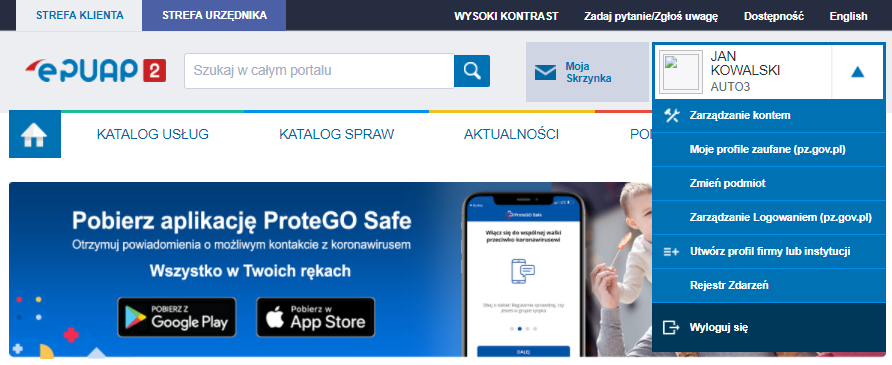 STREFA KLIENTA
STREFA URZĘDNIKA
WYSOKI KONTRAST
Zadaj pytanie/Zgłoś uwagę
Dostępność
English
ePUAP 2
Szukaj w całym portalu
Moja
Skrzynka
JAN
KOWALSKI
AUTO3
KATALOG USŁUG
KATALOG SPRAW
AKTUALNOŚCI
Zarządzanie kontem
Moje profile zaufane (pz.gov.pl)
Zmień podmiot
Zarządzanie Logowaniem (pz.gov.pl)
Utwórz profil firmy lub instytucji
Rejestr Zdarzeń
Wyloguj się
Pobierz aplikację ProteGO Safe
Otrzymuj powiadomienia o możliwym kontakcie z koronawirusem
Wszystko w Twoich rękach
POBIERZ Z
Google Play
Pobierz w
App Store
ProteGO Safe
Włącz się do wspólnej walki
przeciwko koronawirusowi
DALEJ